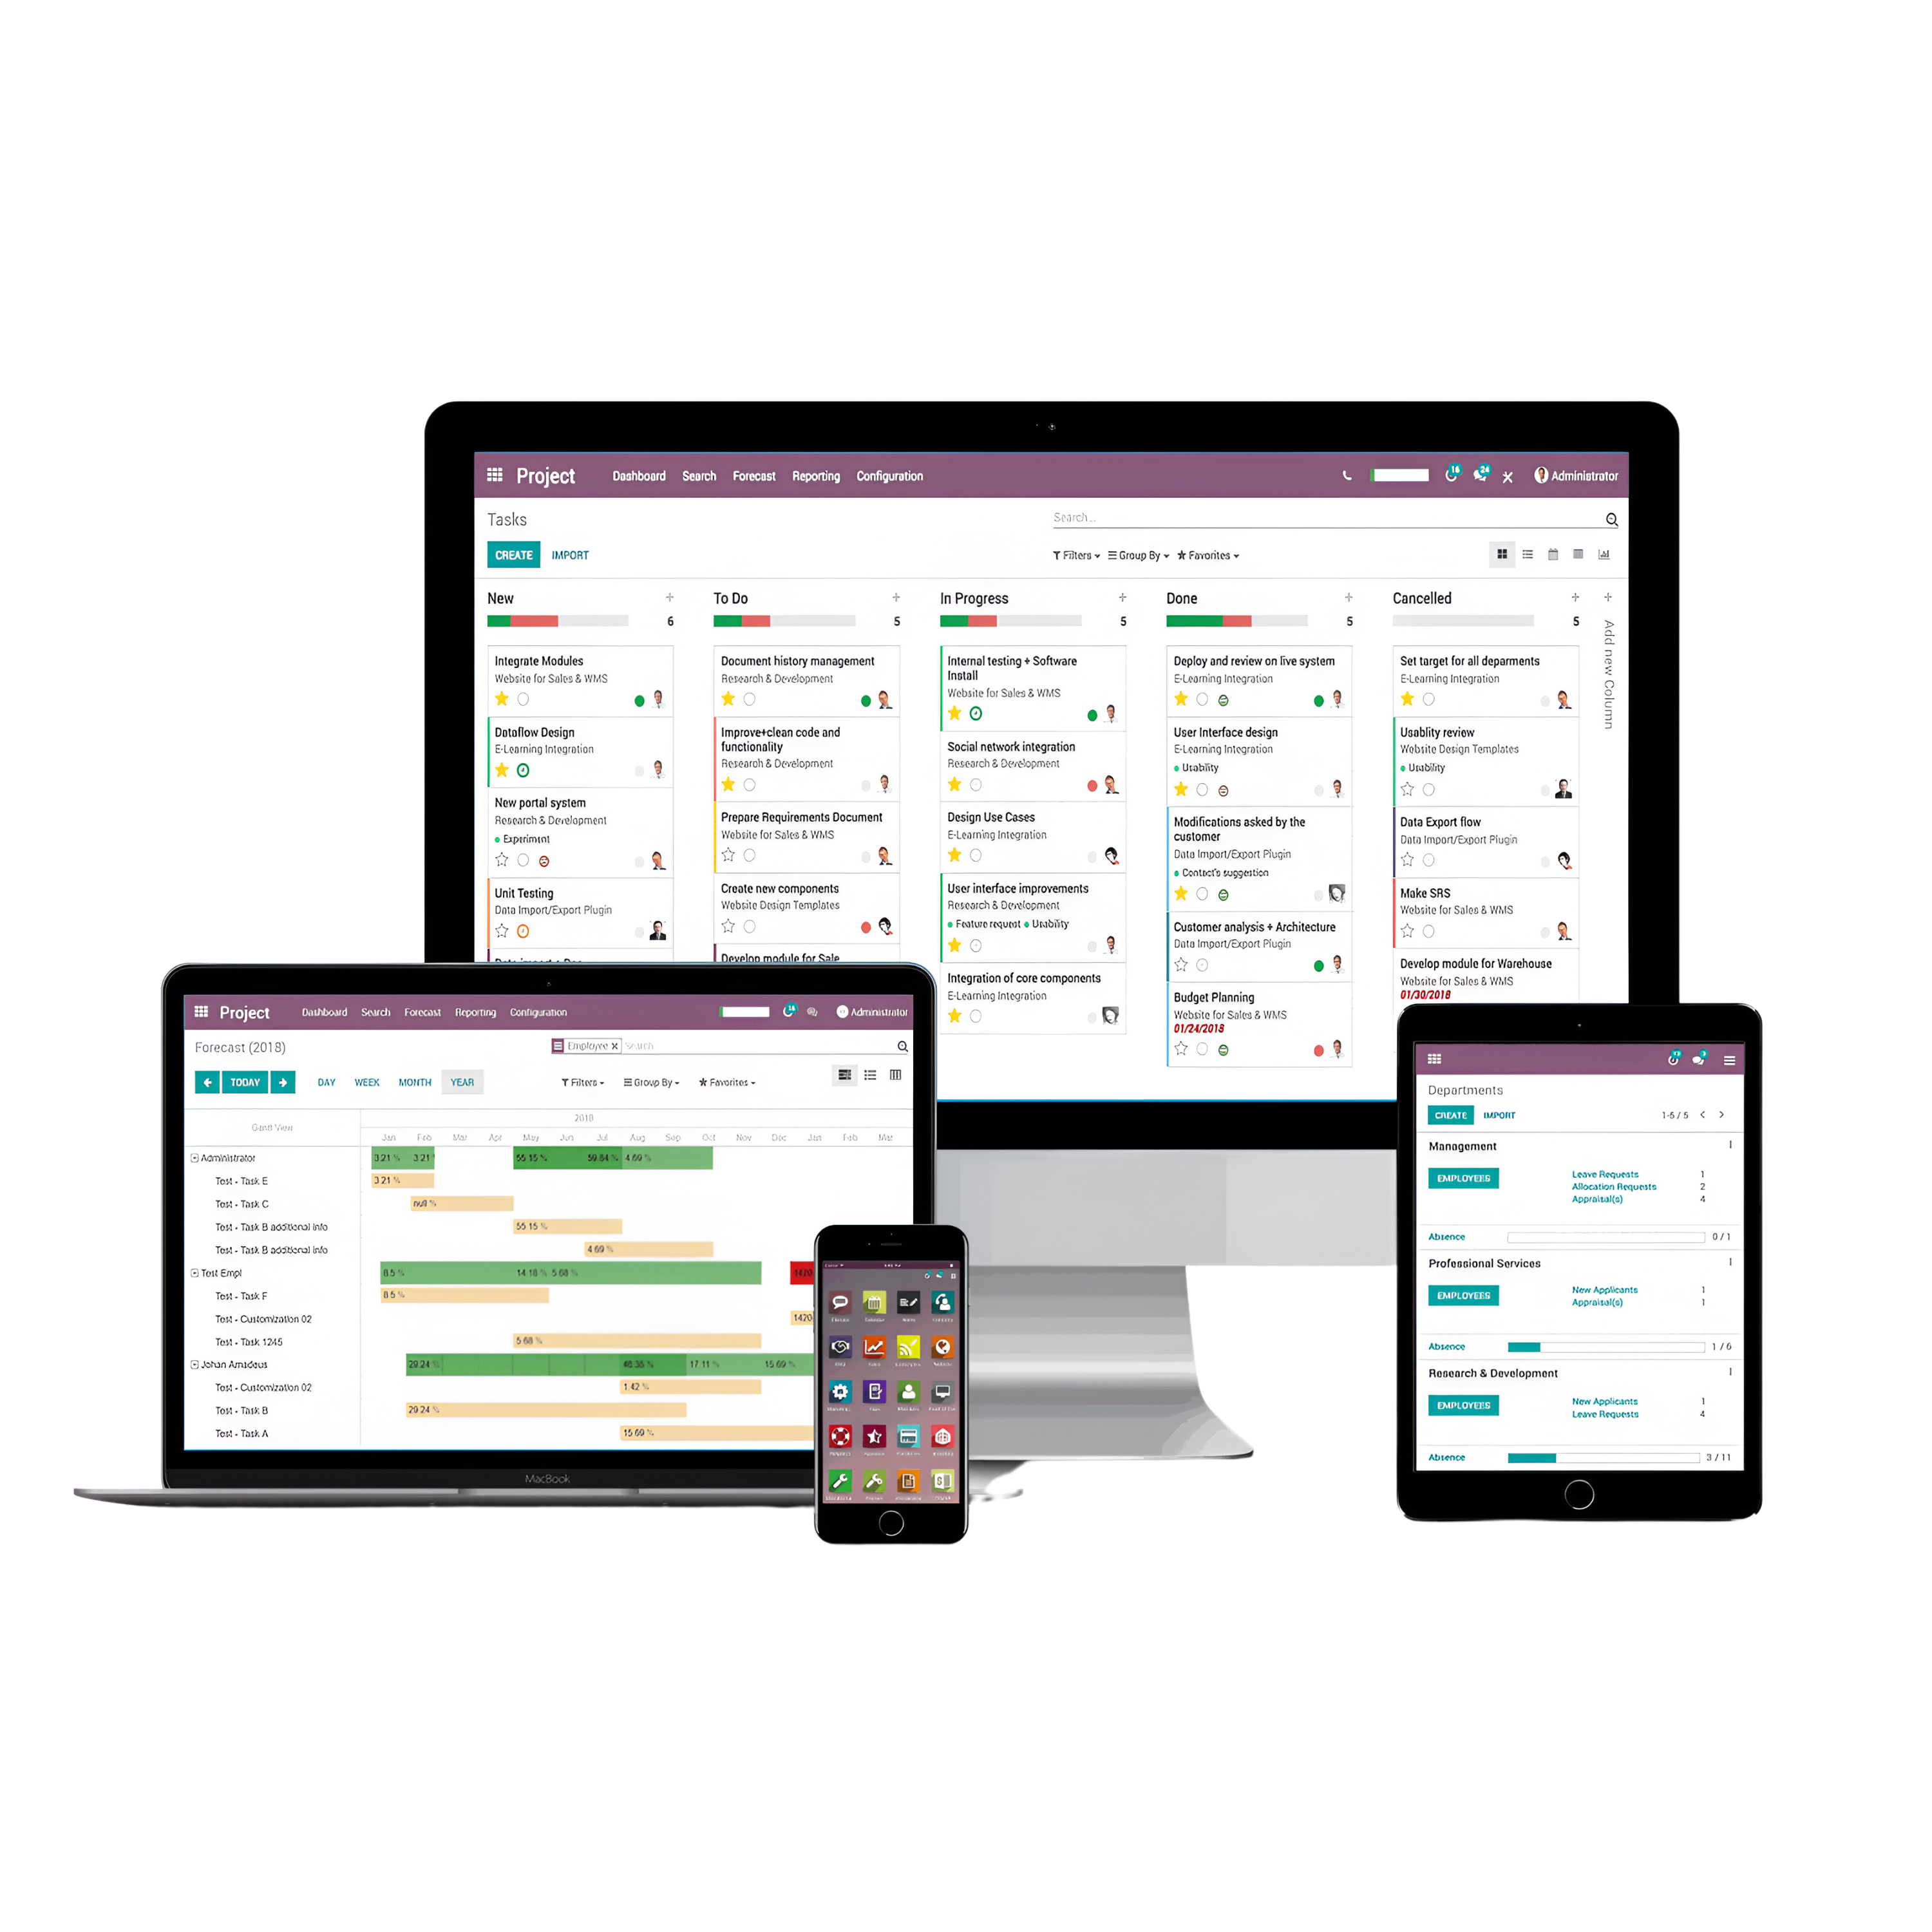 Project Dashboard Search Forecast Reporting Configuration 16 24 Administrator
Tasks Search...
CREATE IMPORT Filters Group By Favorites
New
6
Integrate Modules
Website for Sales & WMS
Dataflow Design
E-Learning Integration
New portal system
Research & Development
Experiment
Unit Testing
Data Import/Export Plugin
To Do
5
Document history management
Research & Development
Improve+clean code and
functionality
Research & Development
Prepare Requirements Document
Website for Sales & WMS
Create new components
Website Design Templates
Develop module for Sale
In Progress
5
Internal testing + Software
Install
Website for Sales & WMS
Social network integration
Research & Development
Design Use Cases
E-Learning Integration
User interface improvements
Research & Development
Feature request Usability
Integration of core components
E-Learning Integration
Done
5
Deploy and review on live system
E-Learning Integration
User Interface design
E-Learning Integration
Usability
Modifications asked by the
customer
Data Import/Export Plugin
Contact's suggestion
Customer analysis + Architecture
Data Import/Export Plugin
Budget Planning
Website for Sales & WMS
01/24/2018
Cancelled
5
Set target for all deparments
E-Learning Integration
Usablity review
Website Design Templates
Usability
Data Export flow
Data Import/Export Plugin
Make SRS
Website for Sales & WMS
Develop module for Warehouse
Website for Sales & WMS
01/30/2018
Add new Column
Project Dashboard Search Forecast Reporting Configuration Administrator
Forecast (2018) Employee x Search
TODAY DAY WEEK MONTH YEAR Filters Group By Favorites
2018
Gantt View
Jan Feb Mar Apr May Jun Jul Aug Sep Oct Nov Dec Jan Feb Mar
Administrator 3.21 % 3.21 55.15 % 59.84 % 4.69 %
Test - Task E 3.21 %
Test - Task C null %
Test - Task B additional info 55.15 %
Test - Task B additional info 4.69 %
Test Empl 8.5 % 14.18 % 5.68 % 1420
Test - Task F 8.5 %
Test - Customization 02 1420
Test - Task 1245 5.68 %
Johan Amadeus 29.24 % 46.35 % 17.11 % 15.69 %
Test - Customization 02 1.42 %
Test - Task B 29.24 %
Test - Task A 15.69 %
MacBook
Departments
CREATE IMPORT 1-5 / 5
Management
EMPLOYEES
Leave Requests 1
Allocation Requests 2
Appraisal(s) 4
Absence 0 / 1
Professional Services
EMPLOYEES
New Applicants 1
Appraisal(s) 1
Absence 1 / 6
Research & Development
EMPLOYEES
New Applicants 1
Leave Requests 4
Absence 3 / 11